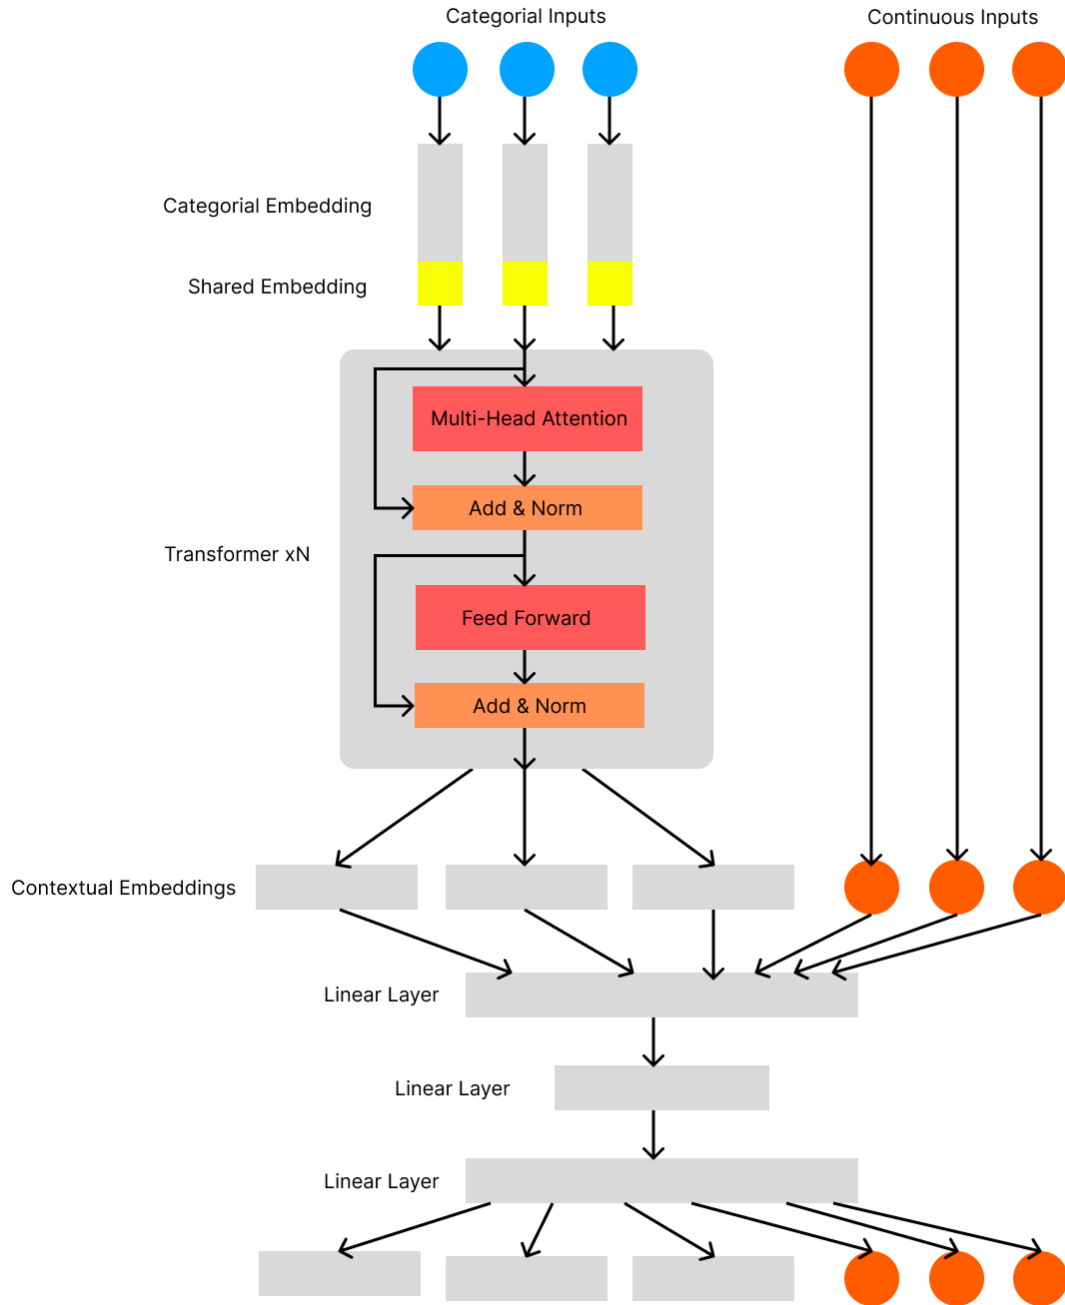 Categorial Inputs
Continuous Inputs
Categorial Embedding
Shared Embedding
Multi-Head Attention
Add & Norm
Transformer xN
Feed Forward
Add & Norm
Contextual Embeddings
Linear Layer
Linear Layer
Linear Layer